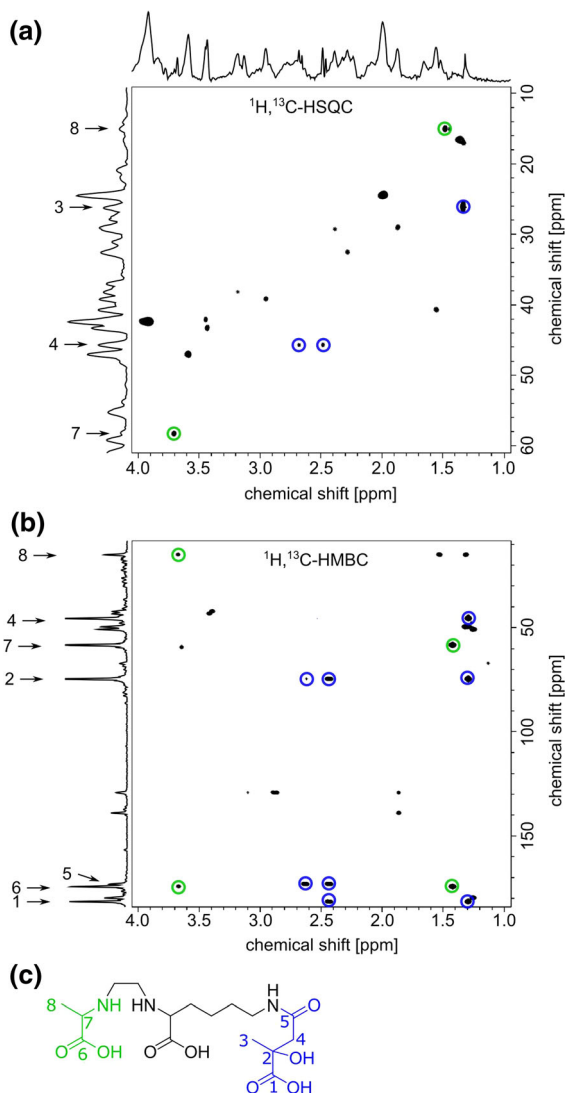 (a)
¹H,¹³C-HSQC
8
3
4
7
10
20
30
40
50
60
chemical shift [ppm]
4.0 3.5 3.0 2.5 2.0 1.5 1.0
chemical shift [ppm]
(b)
¹H,¹³C-HMBC
8
4
7
2
5
6
1
50
100
150
chemical shift [ppm]
4.0 3.5 3.0 2.5 2.0 1.5 1.0
chemical shift [ppm]
(c)
H
N
8 NH HN 5 O
7 3 4
O 6 OH O OH 2 OH
O 1 OH